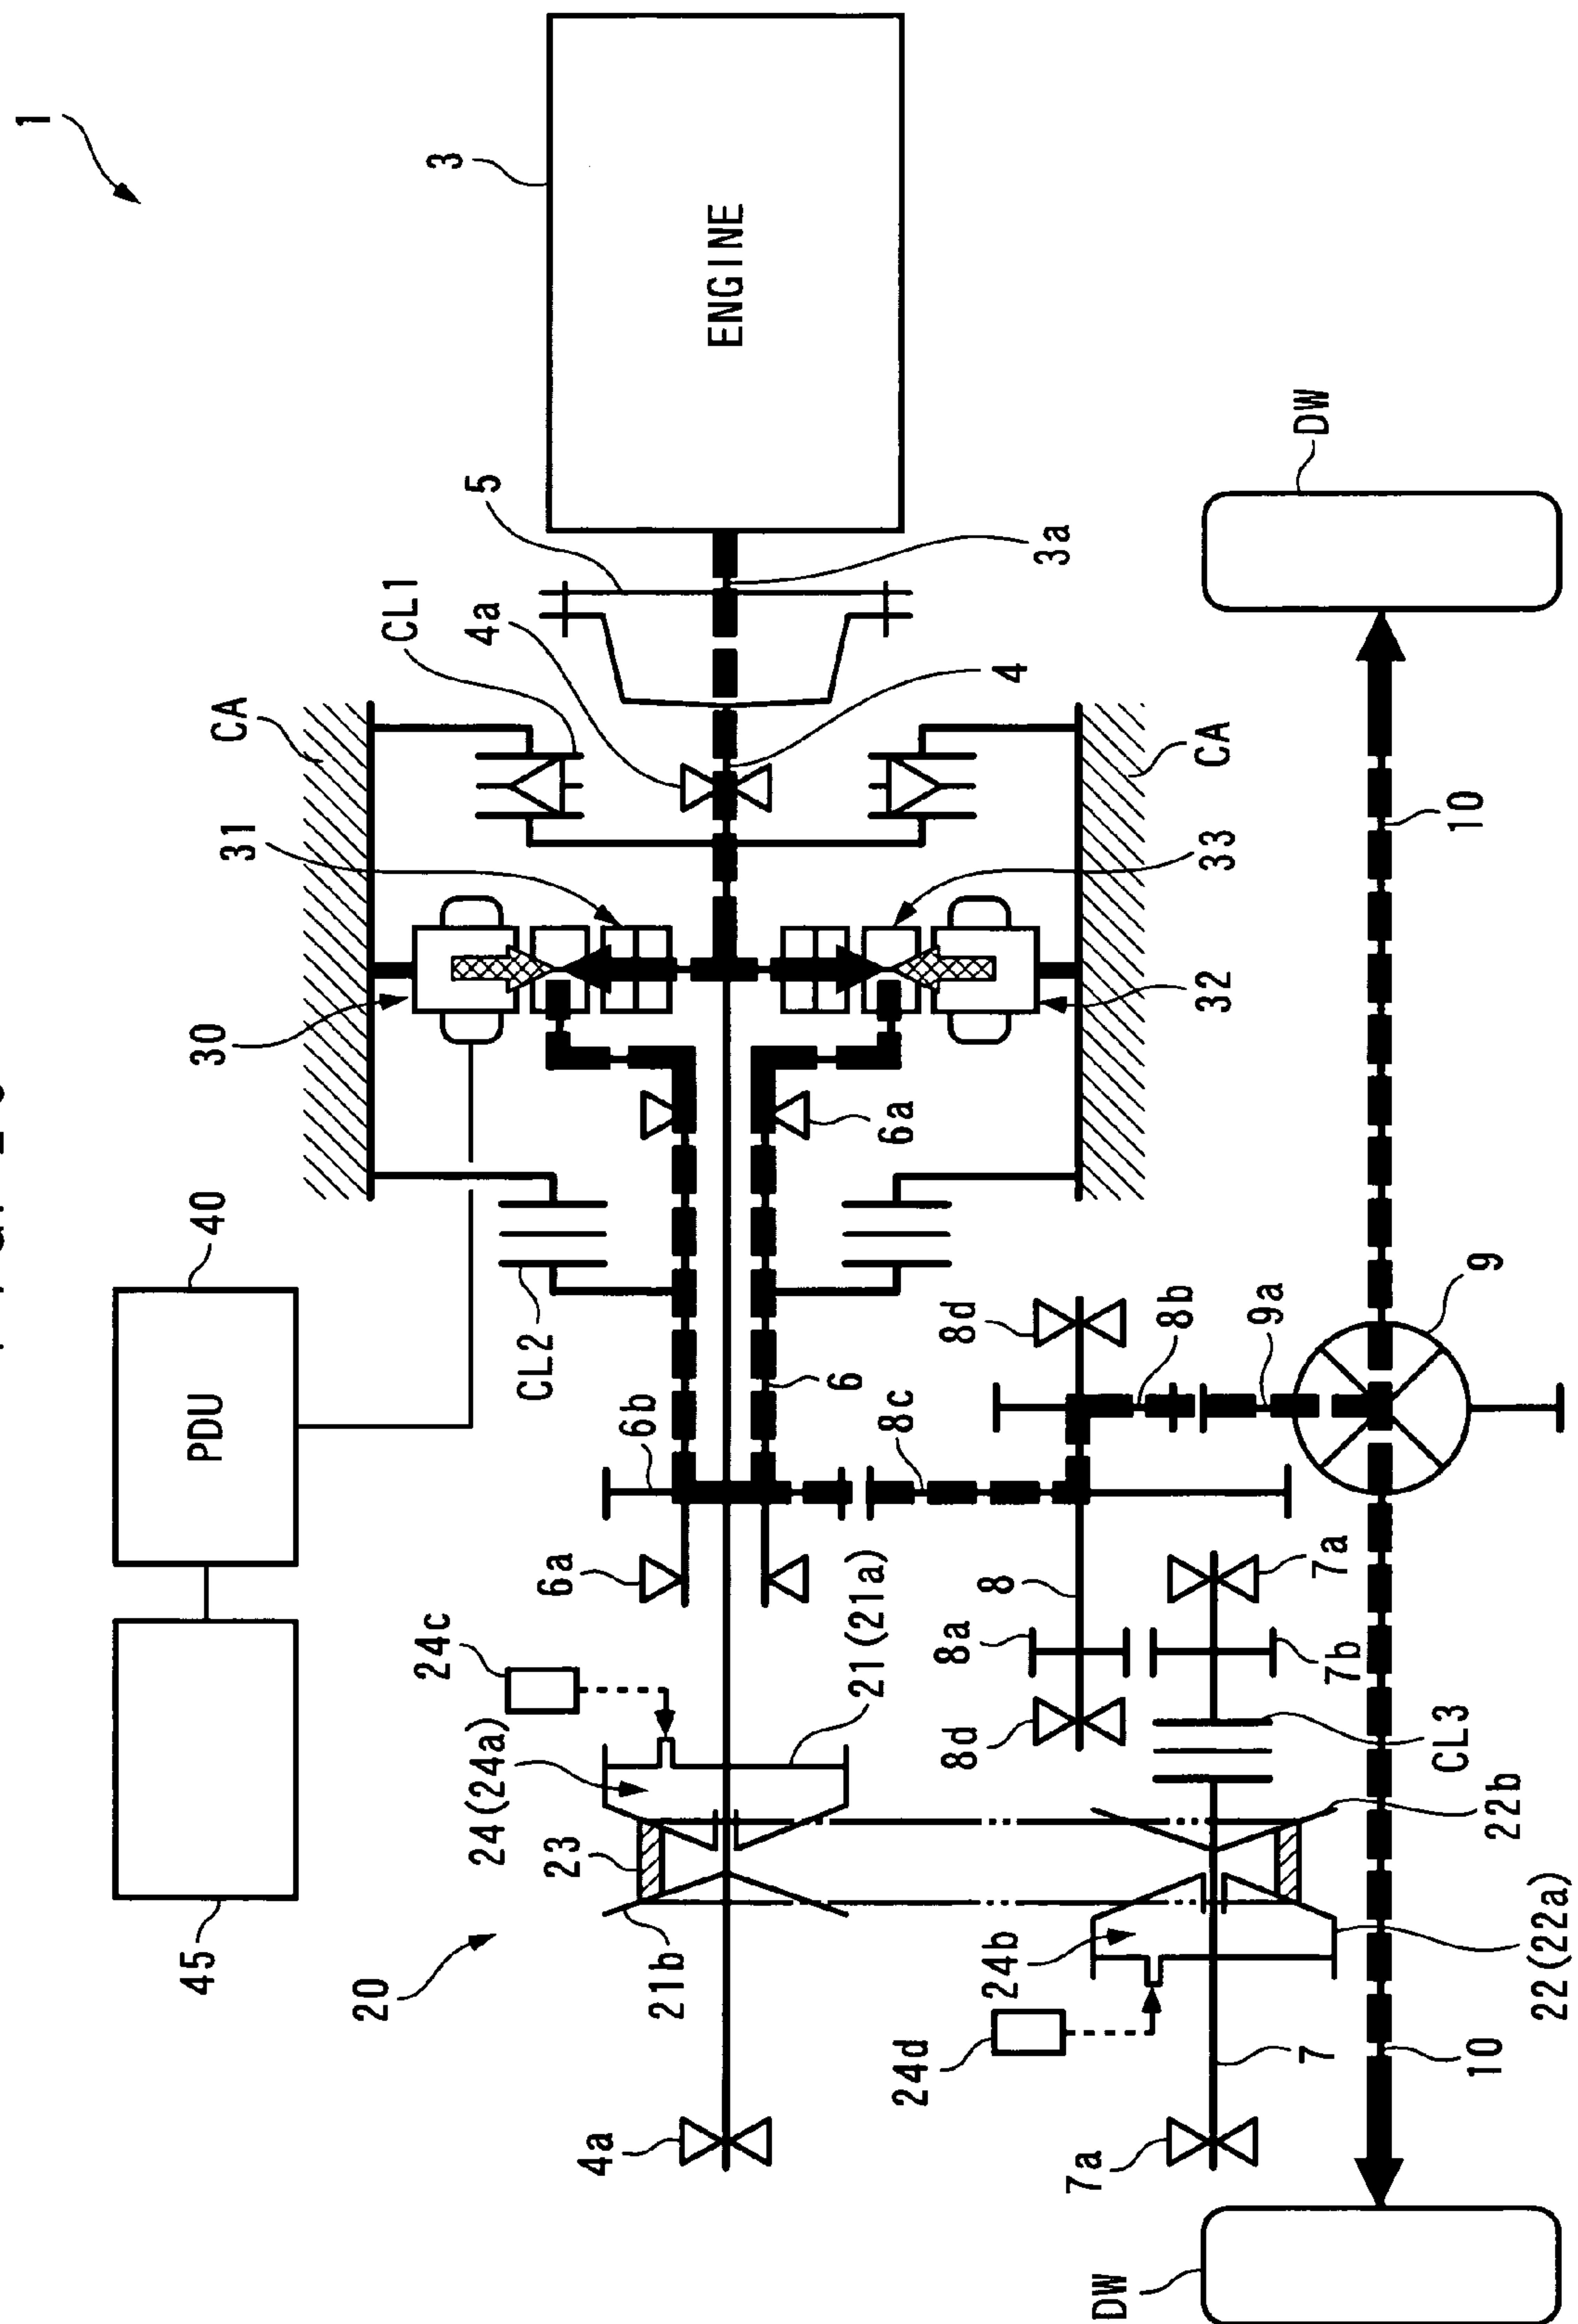 1
3
ENGINE
5
3a
CL1
4a
4
CA
CA
DW
10
31
33
30
32
6a
40
PDU
CL2
6
6b
8c
8d
8b
9a
9
45
6a
8
7a
24c
21(21a)
8a
7b
24(24a)
8d
CL3
23
22b
20
21b
24b
22(22a)
24d
7
10
4a
7a
DW